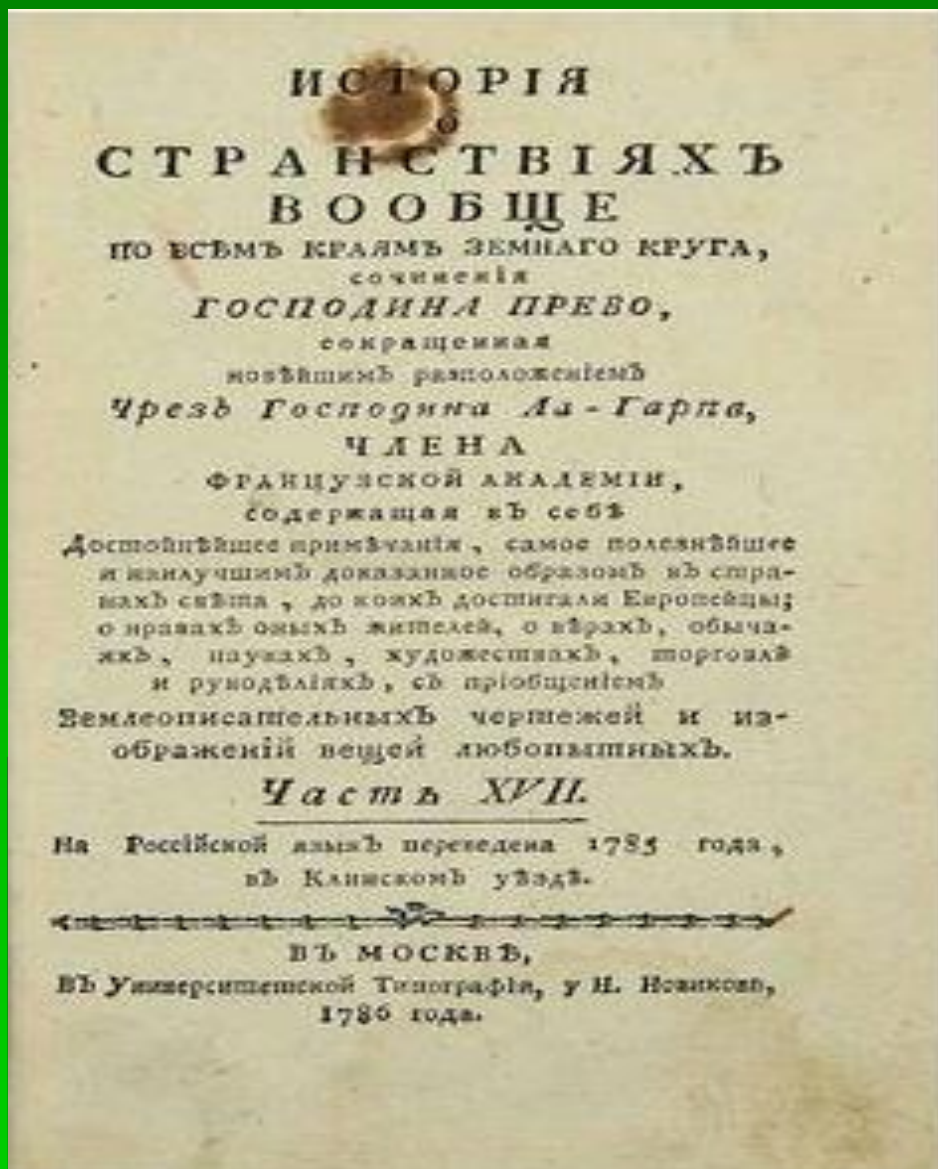 ИСТОРІЯ
о
СТРАНСТВІЯХЪ
ВООБЩЕ
ПО ВСѢМЪ КРАЯМЪ ЗЕМНАГО КРУГА,
сочиненія
ГОСПОДИНА ПРЕВО,
сокращенная
новѣйшимъ расположеніемъ
Чрезъ Господина Ла-Гарпа,
ЧЛЕНА
ФРАНЦУЗСКОЙ АКАДЕМІИ,
содержащая въ себѣ
Достойнѣйшее примѣчанія, самое полезнѣйшее
и наилучшимъ доказанное образомъ въ стра-
нахъ свѣта, до коихъ достигали Европейцы;
о нравахъ оныхъ жителей, о вѣрахъ, обыча-
яхъ, наукахъ, художествахъ, торговлѣ
и рукодѣліяхъ, съ пріобщеніемъ
Землеописательныхъ чертежей и из-
ображеній вещей любопытныхъ.
Часть XVII.
На Россійской языкъ переведена 1785 года,
въ Клинскомъ уѣздѣ.
ВЪ МОСКВѢ,
Въ Университетской Типографіи, у Н. Новикова,
1786 года.